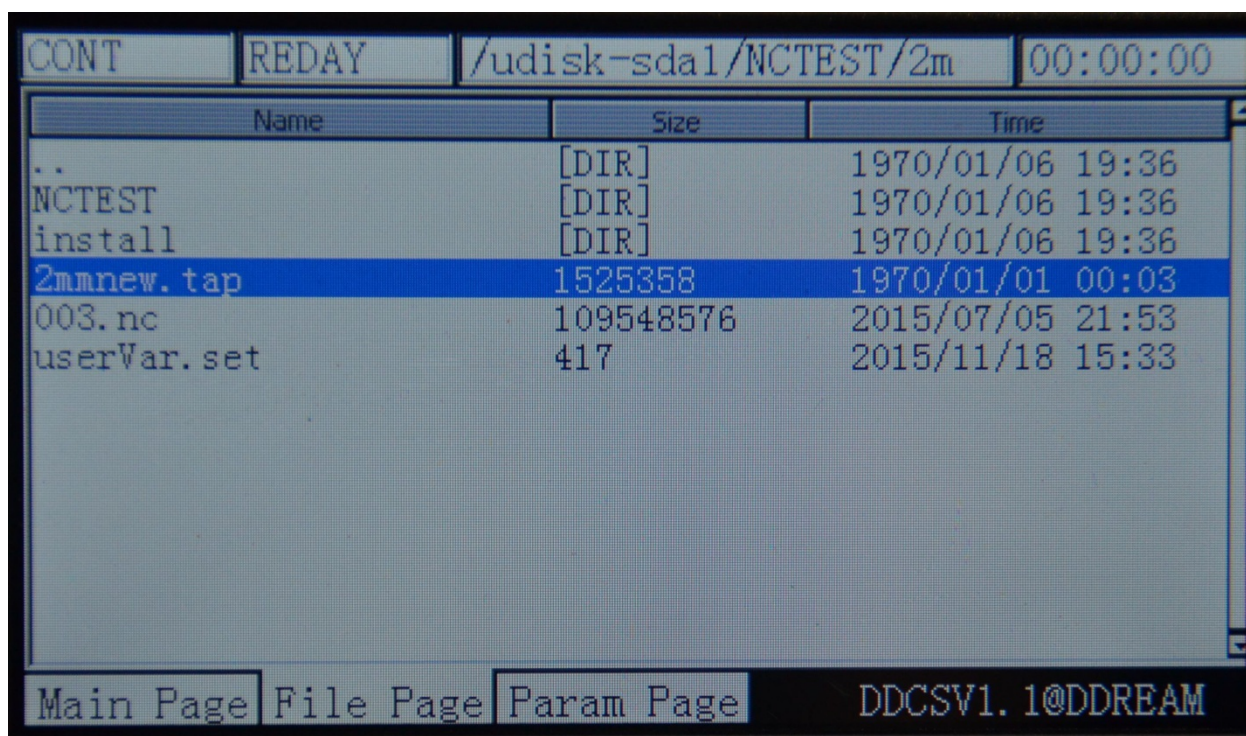 CONT REDAY /udisk-sda1/NCTEST/2m 00:00:00
Name Size Time
.. [DIR] 1970/01/06 19:36
NCTEST [DIR] 1970/01/06 19:36
install [DIR] 1970/01/06 19:36
2mmnew.tap 1525358 1970/01/01 00:03
003.nc 109548576 2015/07/05 21:53
userVar.set 417 2015/11/18 15:33
Main Page File Page Param Page DDCSV1.1@DDREAM